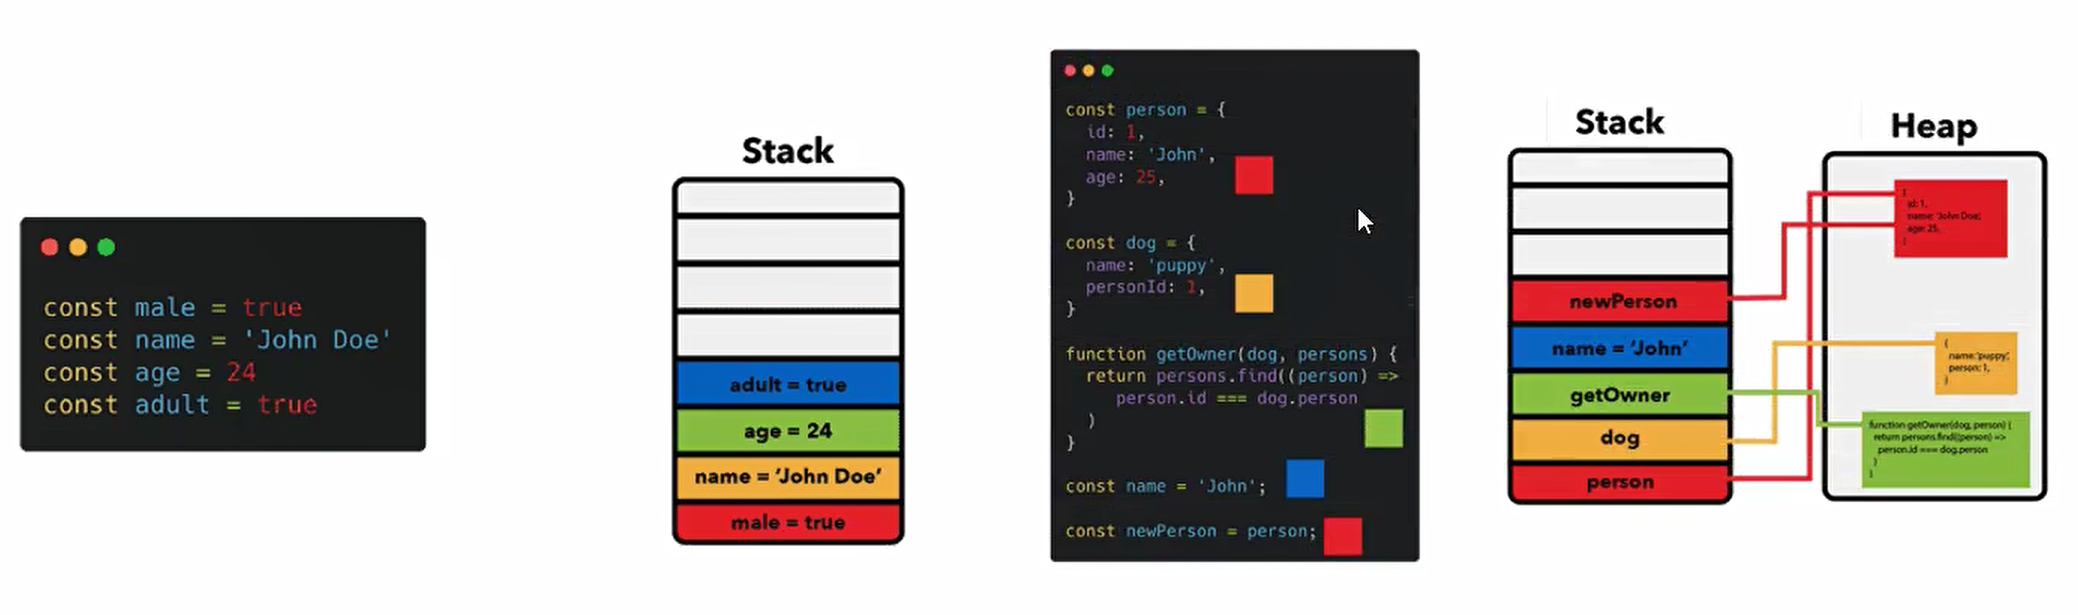 const male = true
const name = 'John Doe'
const age = 24
const adult = true
Stack
adult = true
age = 24
name = ‘John Doe’
male = true
const person = {
id: 1,
name: 'John',
age: 25,
}
const dog = {
name: 'puppy',
personId: 1,
}
function getOwner(dog, persons) {
return persons.find((person) =>
person.id === dog.person
)
}
const name = 'John';
const newPerson = person;
Stack
newPerson
name = ‘John’
getOwner
dog
person
Heap
{
id: 1,
name: 'John Doe',
age: 25,
}
{
name:'puppy',
person: 1,
}
function getOwner(dog, person) {
return persons.find((person) =>
person.id === dog.person
)
}